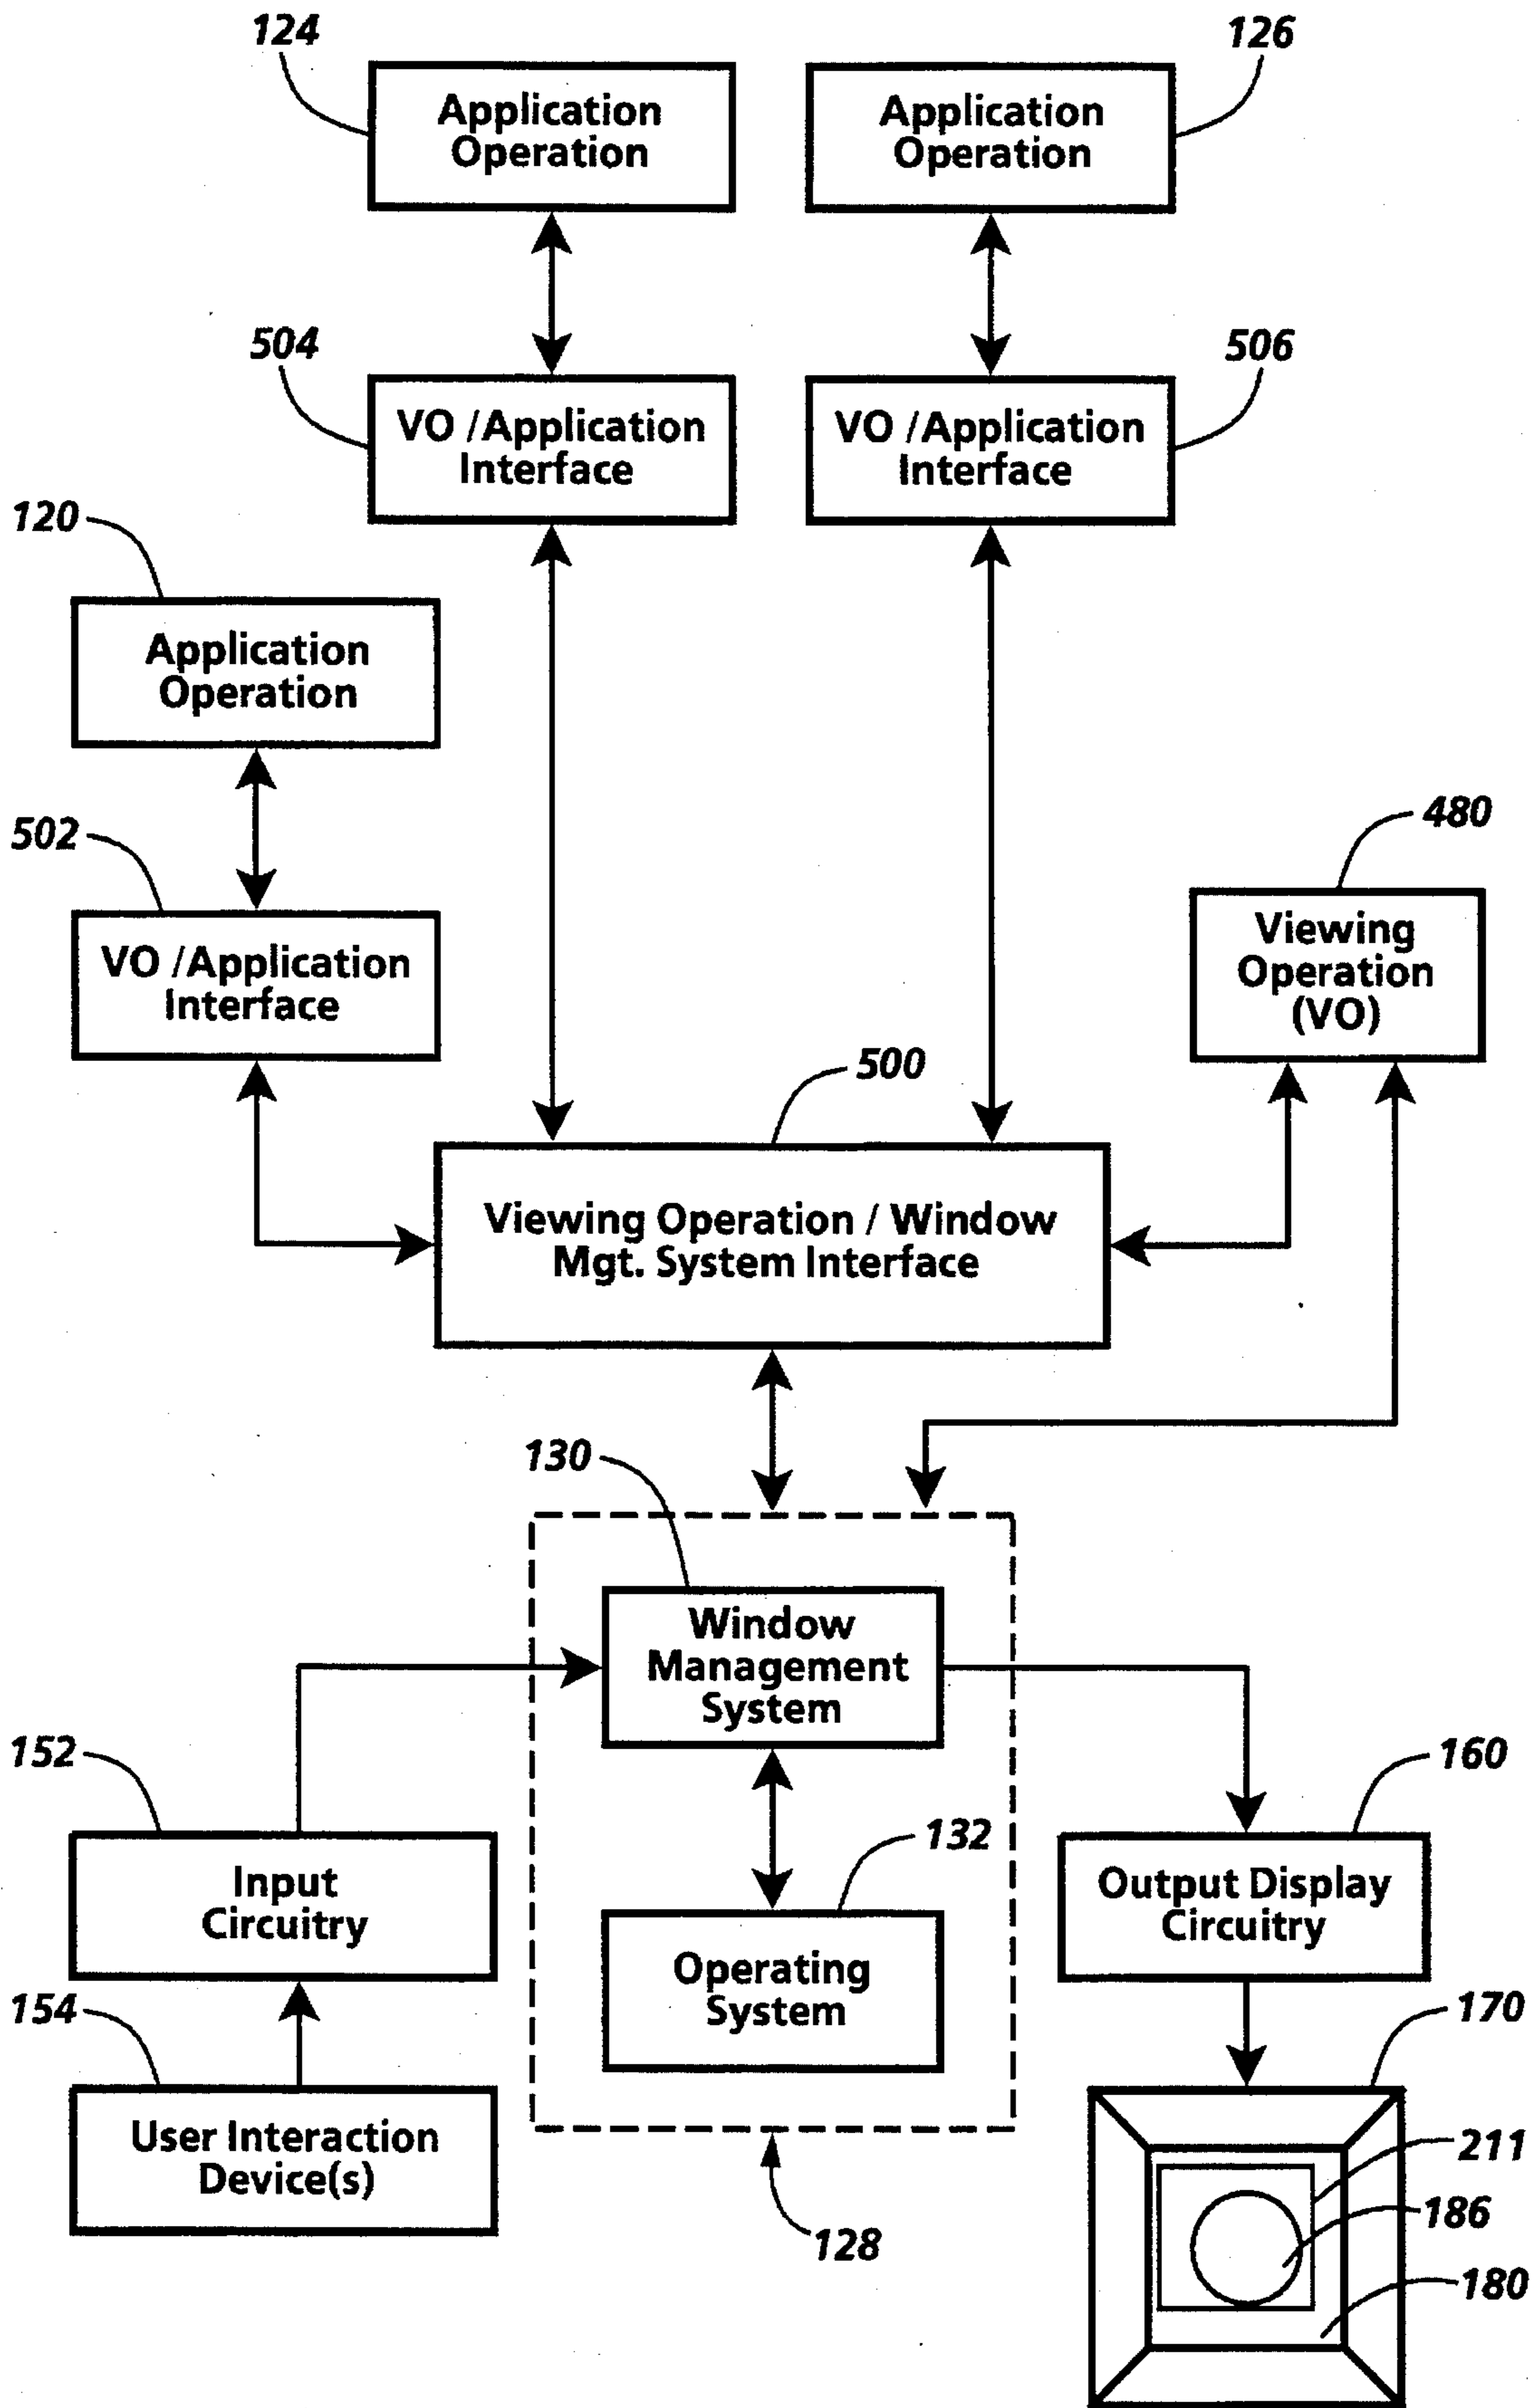 124
126
Application
Operation
Application
Operation
504
506
VO /Application
Interface
VO /Application
Interface
120
Application
Operation
502
480
VO /Application
Interface
Viewing
Operation
(VO)
500
Viewing Operation / Window
Mgt. System Interface
130
Window
Management
System
152
160
132
Input
Circuitry
Output Display
Circuitry
Operating
System
154
170
User Interaction
Device(s)
211
186
128
180